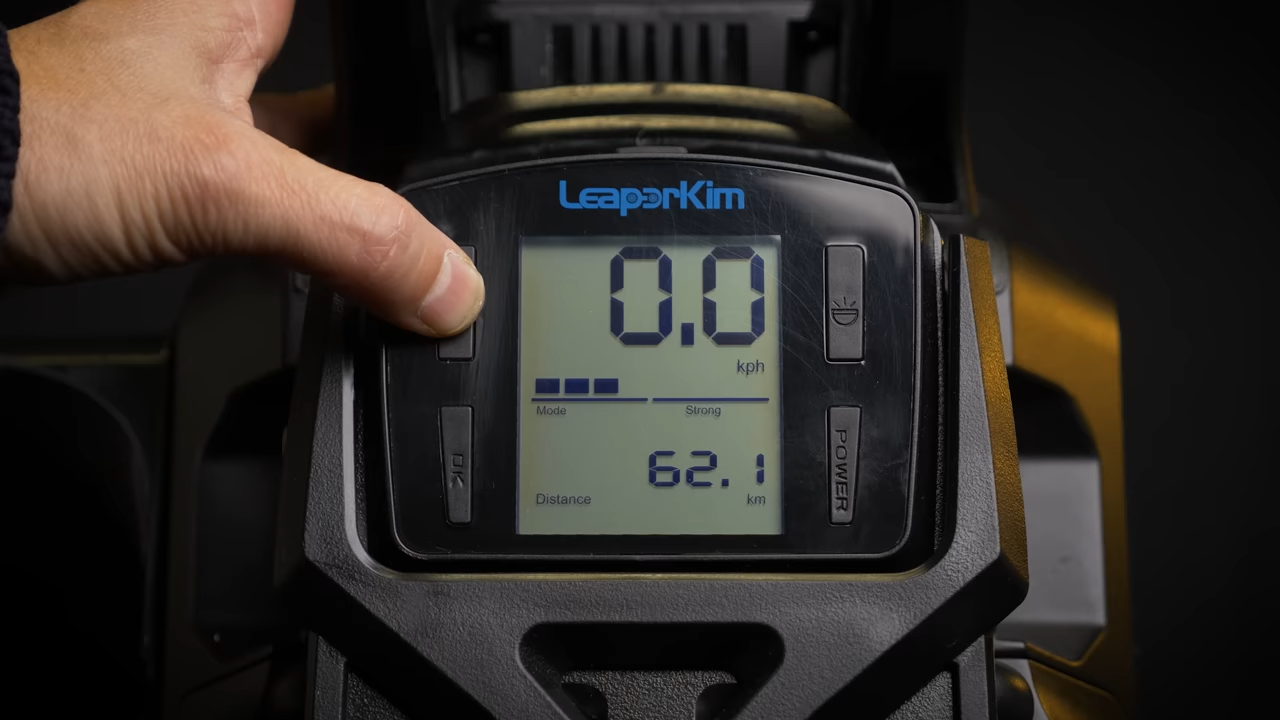 LeaperKim
0.0
kph
Mode
Strong
62.1
Distance
km
OK
POWER